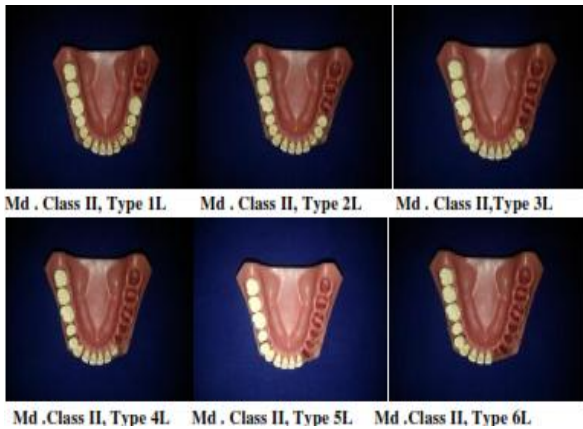 Md . Class II, Type 1L
Md . Class II, Type 2L
Md . Class II,Type 3L
Md .Class II, Type 4L
Md . Class II, Type 5L
Md .Class II, Type 6L